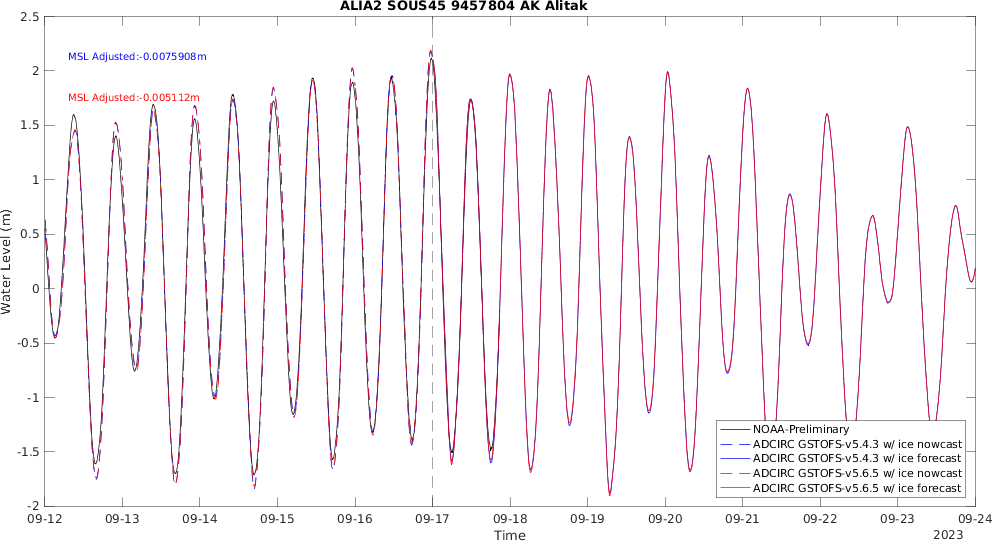 ALIA2 SOUS45 9457804 AK Alitak
2.5
MSL Adjusted:-0.0075908m
2
MSL Adjusted:-0.005112m
1.5
1
0.5
Water Level (m)
0
-0.5
-1
NOAA-Preliminary
ADCIRC GSTOFS-v5.4.3 w/ ice nowcast
-1.5
ADCIRC GSTOFS-v5.4.3 w/ ice forecast
ADCIRC GSTOFS-v5.6.5 w/ ice nowcast
ADCIRC GSTOFS-v5.6.5 w/ ice forecast
-2
09-12 09-13 09-14 09-15 09-16 09-17 09-18 09-19 09-20 09-21 09-22 09-23 09-24
Time
2023